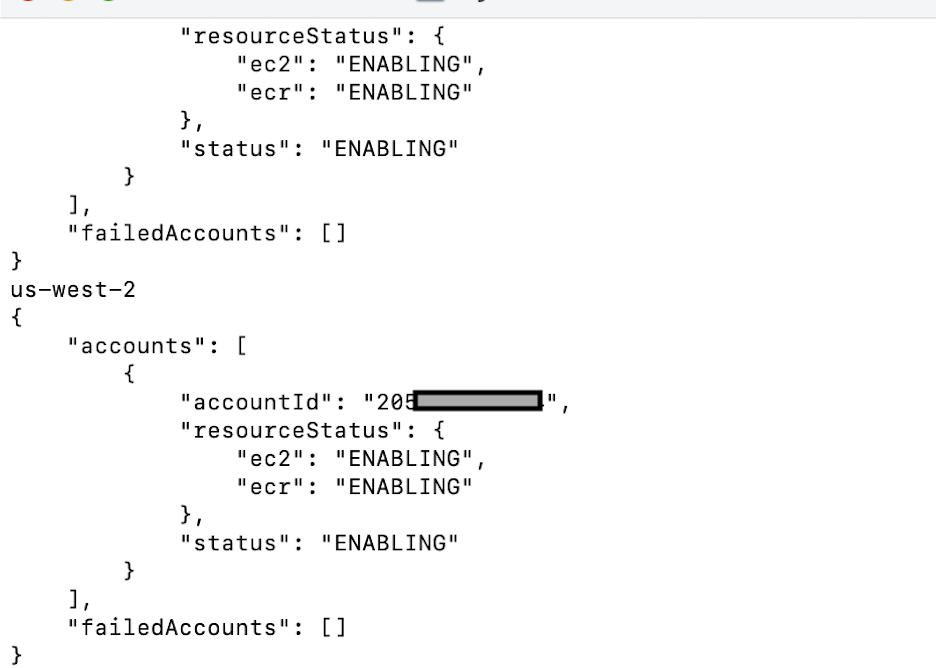 "resourceStatus": {
"ec2": "ENABLING",
"ecr": "ENABLING"
},
"status": "ENABLING"
}
],
"failedAccounts": []
}
us-west-2
{
"accounts": [
{
"accountId": "205",
"resourceStatus": {
"ec2": "ENABLING",
"ecr": "ENABLING"
},
"status": "ENABLING"
}
],
"failedAccounts": []
}